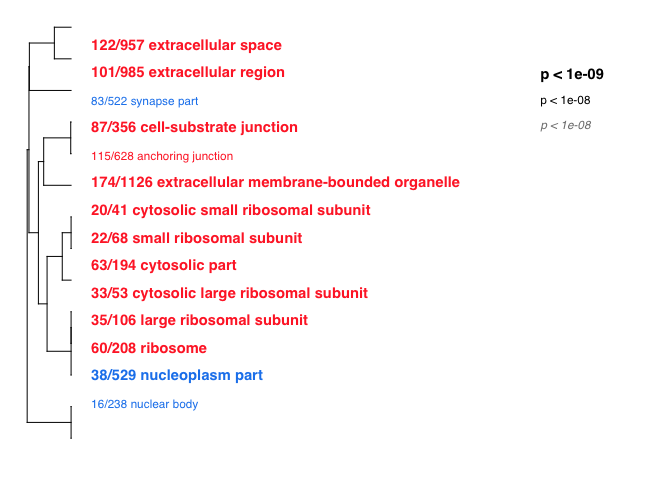 122/957 extracellular space
101/985 extracellular region
p < 1e-09
83/522 synapse part
p < 1e-08
87/356 cell-substrate junction
p < 1e-08
115/628 anchoring junction
174/1126 extracellular membrane-bounded organelle
20/41 cytosolic small ribosomal subunit
22/68 small ribosomal subunit
63/194 cytosolic part
33/53 cytosolic large ribosomal subunit
35/106 large ribosomal subunit
60/208 ribosome
38/529 nucleoplasm part
16/238 nuclear body